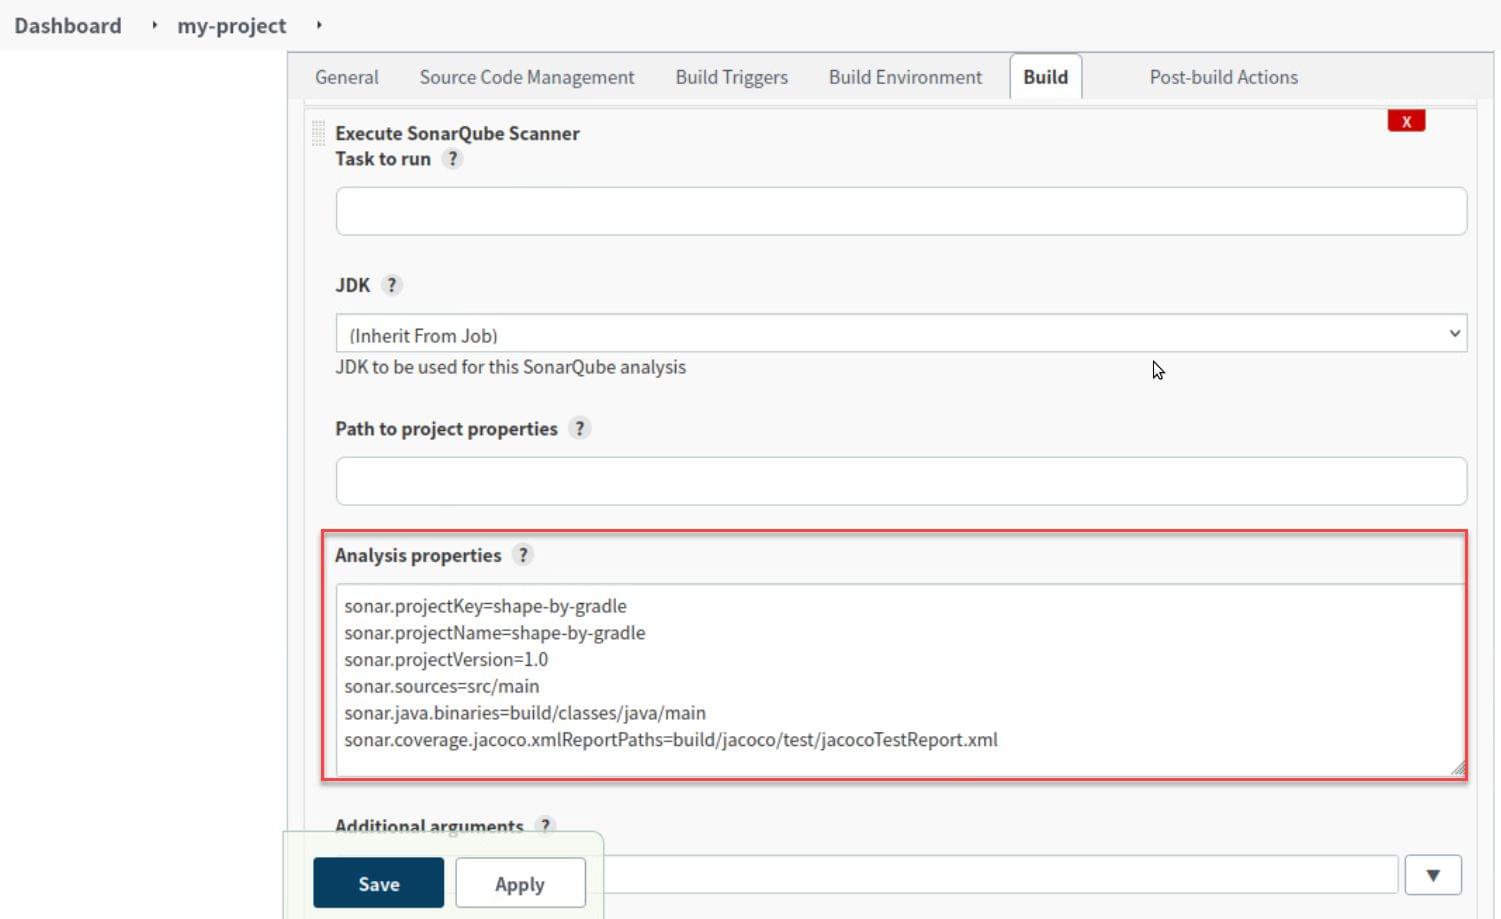 Dashboard ▸ my-project ▸
General Source Code Management Build Triggers Build Environment Build Post-build Actions
Execute SonarQube Scanner
X
Task to run ?
JDK ?
(Inherit From Job)
JDK to be used for this SonarQube analysis
Path to project properties ?
Analysis properties ?
sonar.projectKey=shape-by-gradle
sonar.projectName=shape-by-gradle
sonar.projectVersion=1.0
sonar.sources=src/main
sonar.java.binaries=build/classes/java/main
sonar.coverage.jacoco.xmlReportPaths=build/jacoco/test/jacocoTestReport.xml
Additional arguments ?
Save Apply ▼